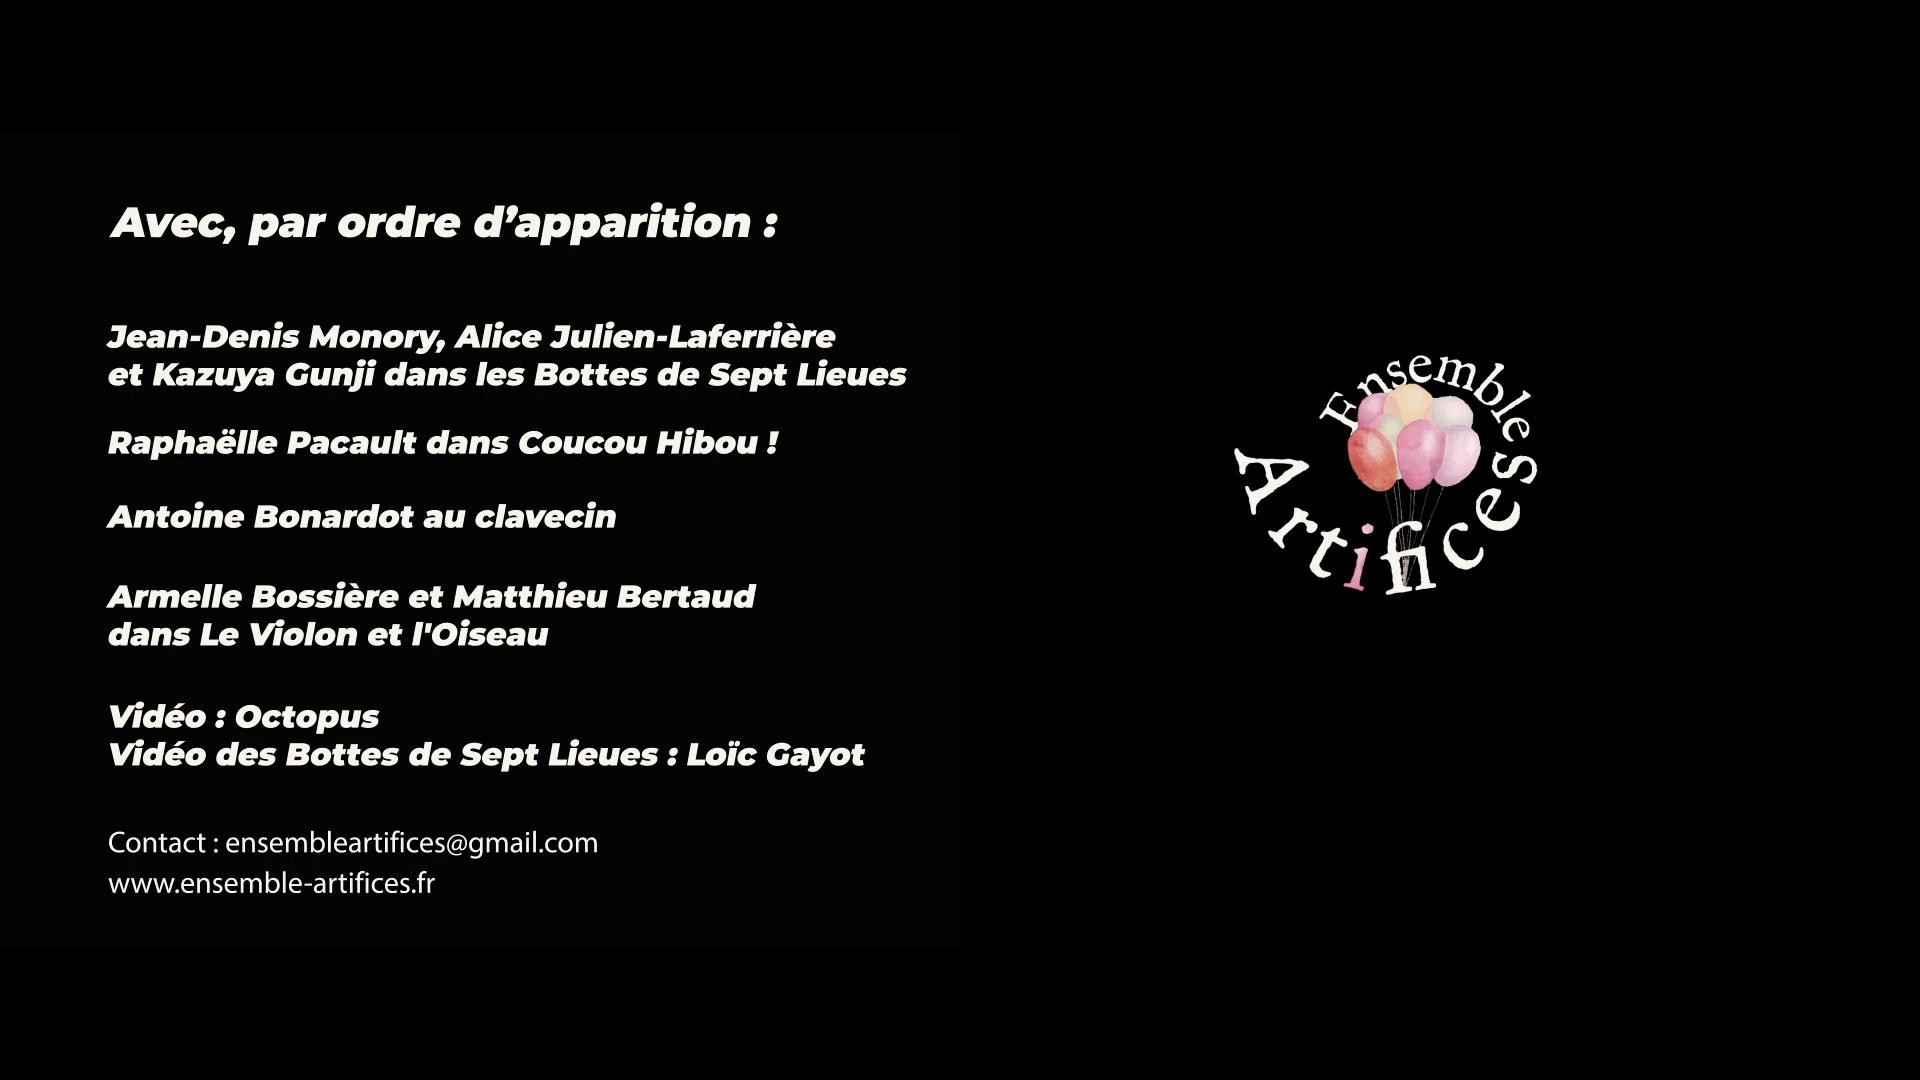 Avec, par ordre d’apparition :
Jean-Denis Monory, Alice Julien-Laferrière
et Kazuya Gunji dans les Bottes de Sept Lieues
Raphaëlle Pacault dans Coucou Hibou !
Antoine Bonardot au clavecin
Armelle Bossière et Matthieu Bertaud
dans Le Violon et l'Oiseau
Vidéo : Octopus
Vidéo des Bottes de Sept Lieues : Loïc Gayot
Contact : ensembleartifices@gmail.com
www.ensemble-artifices.fr
Ensemble
Artifices